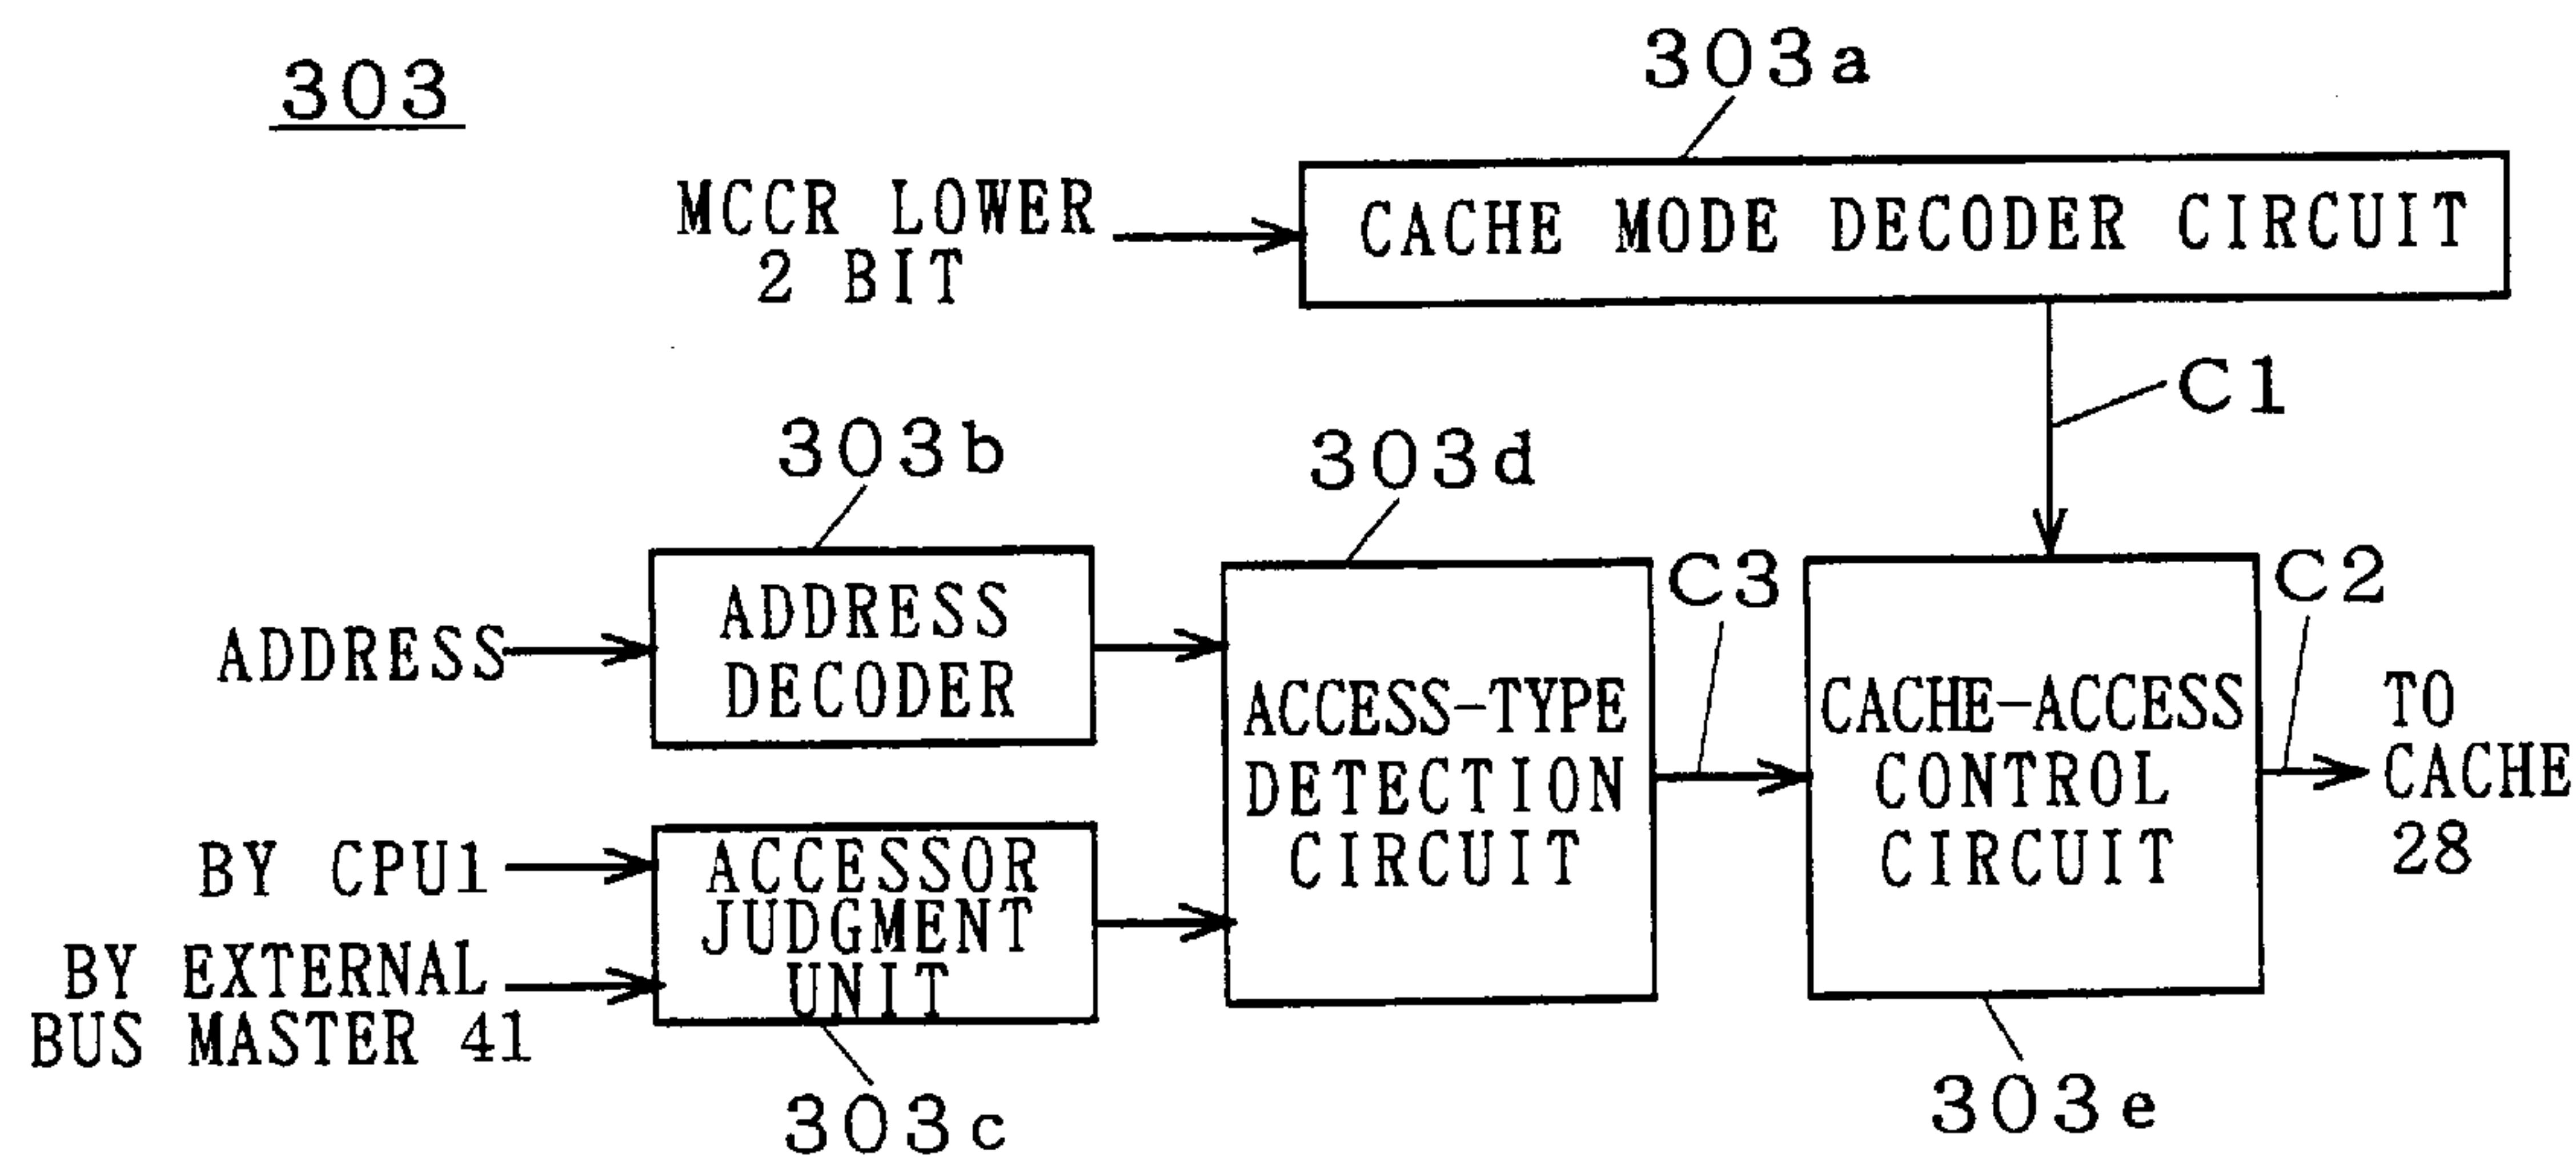 303
303a
MCCR LOWER
2 BIT
CACHE MODE DECODER CIRCUIT
C1
303b
303d
ADDRESS
ADDRESS
DECODER
C3
C2
ACCESS-TYPE
DETECTION
CIRCUIT
CACHE-ACCESS
CONTROL
CIRCUIT
TO
CACHE
28
BY CPU1
BY EXTERNAL
BUS MASTER 41
ACCESSOR
JUDGMENT
UNIT
303c
303e